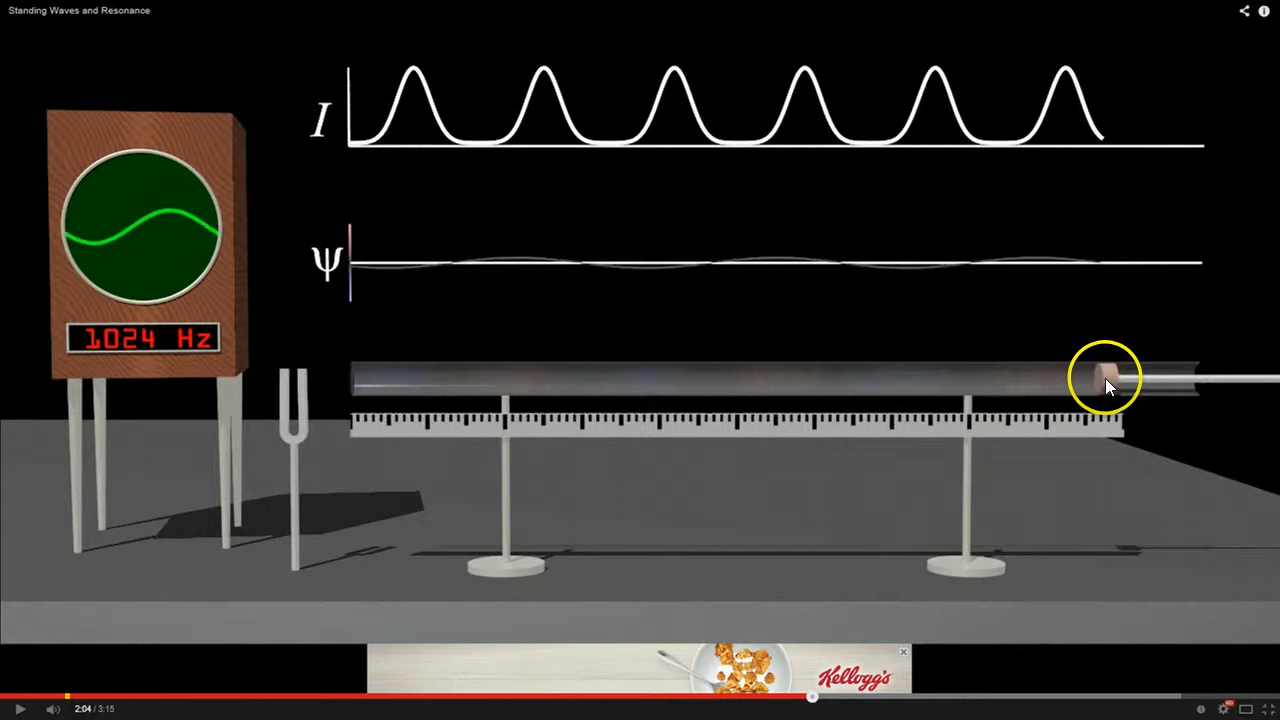 Standing Waves and Resonance
I
ψ
1024 Hz
Kellogg's
2:04 / 3:15